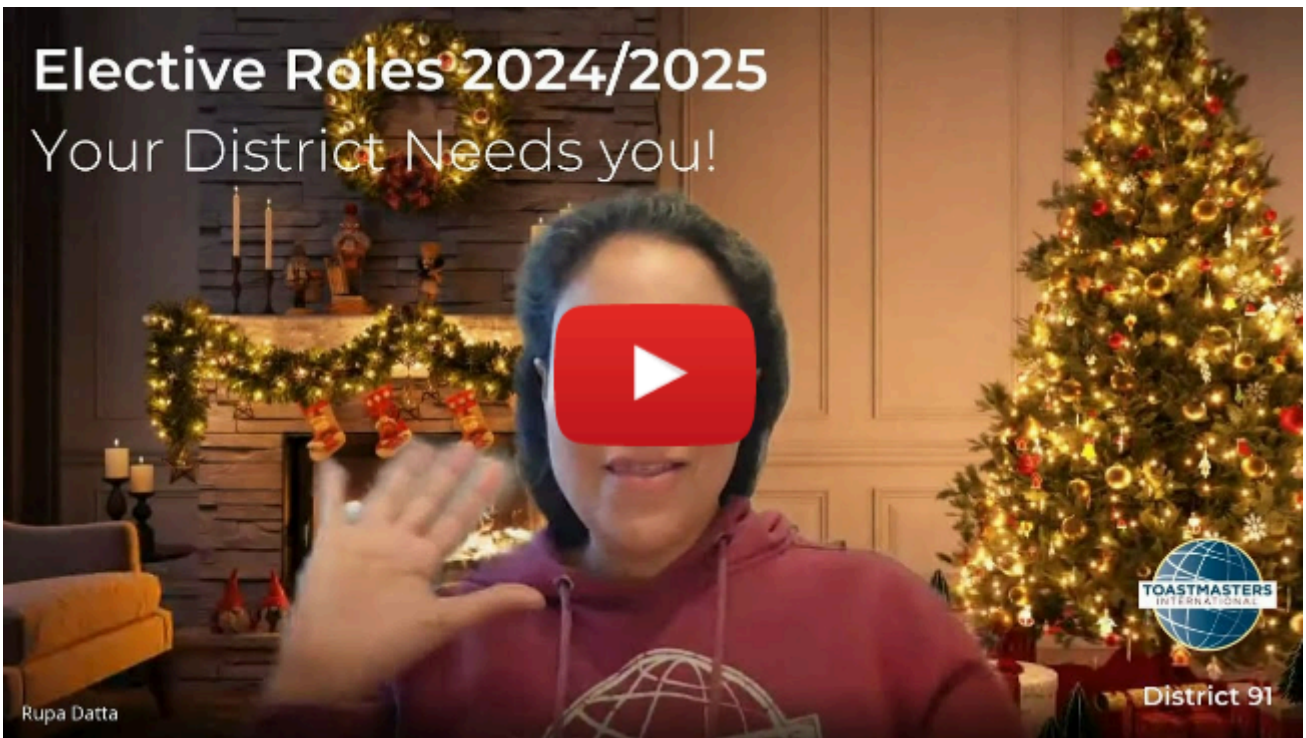 Elective Roles 2024/2025
Your District Needs you!
TOASTMASTERS
INTERNATIONAL
District 91
Rupa Datta